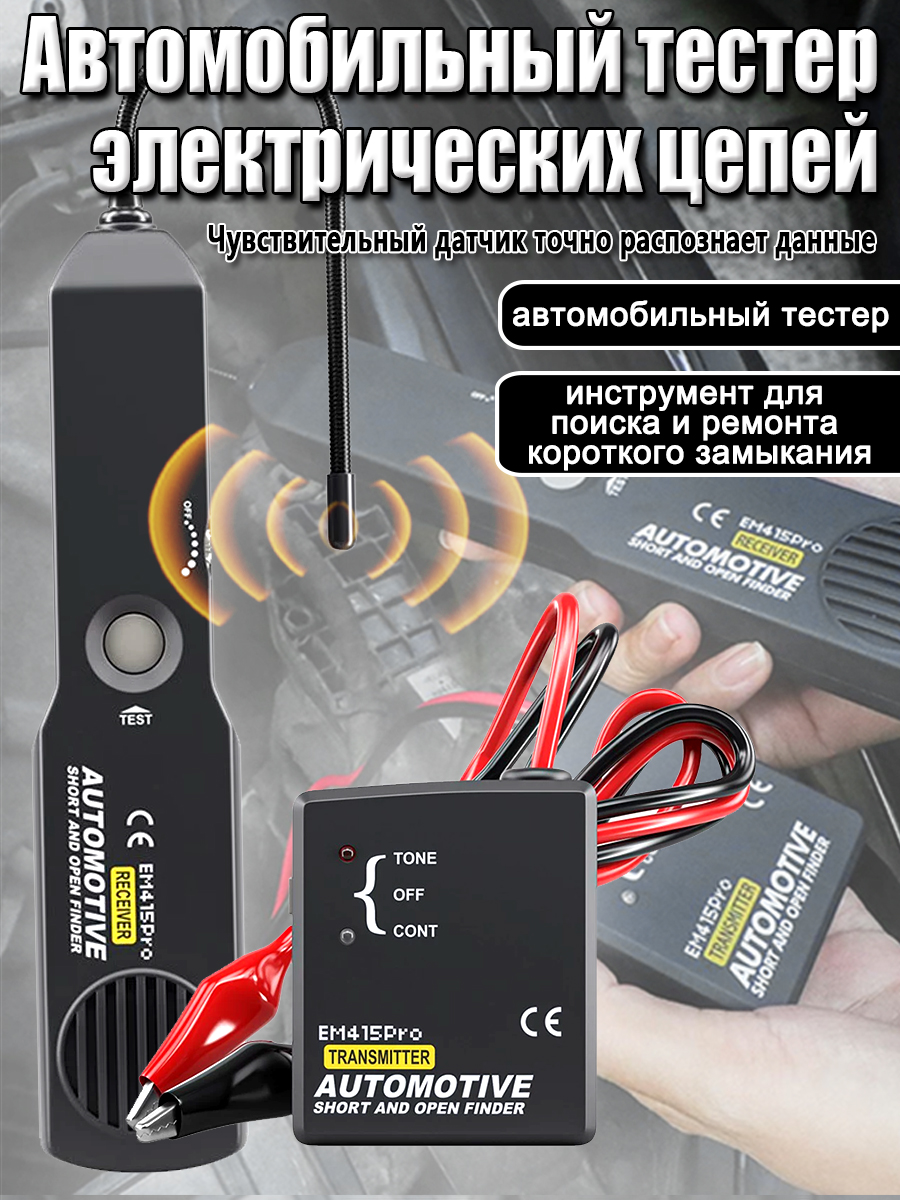 Автомобильный тестер
электрических цепей
Чувствительный датчик точно распознает данные
автомобильный тестер
инструмент для
поиска и ремонта
короткого замыкания
OFF
TEST
CE
EM415Pro
RECEIVER
AUTOMOTIVE
SHORT AND OPEN FINDER
CE
EM415Pro
RECEIVER
AUTOMOTIVE
SHORT AND OPEN FINDER
TONE
OFF
CONT
CE
EM415Pro
TRANSMITTER
AUTOMOTIVE
SHORT AND OPEN FINDER
CE
EM415Pro
TRANSMITTER
AUTOMOTIVE
SHORT AND OPEN FINDER